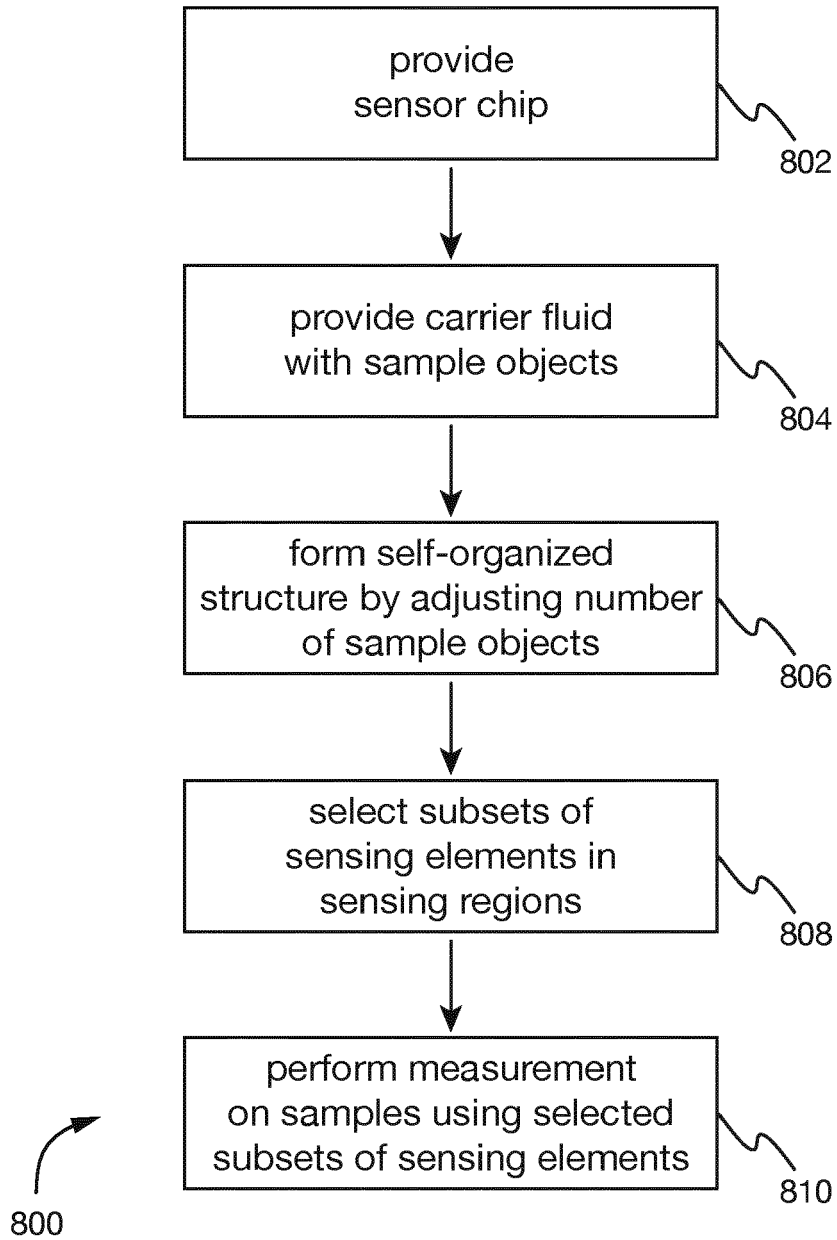 provide
sensor chip
802
provide carrier fluid
with sample objects
804
form self-organized
structure by adjusting number
of sample objects
806
select subsets of
sensing elements in
sensing regions
808
perform measurement
on samples using selected
subsets of sensing elements
810
800